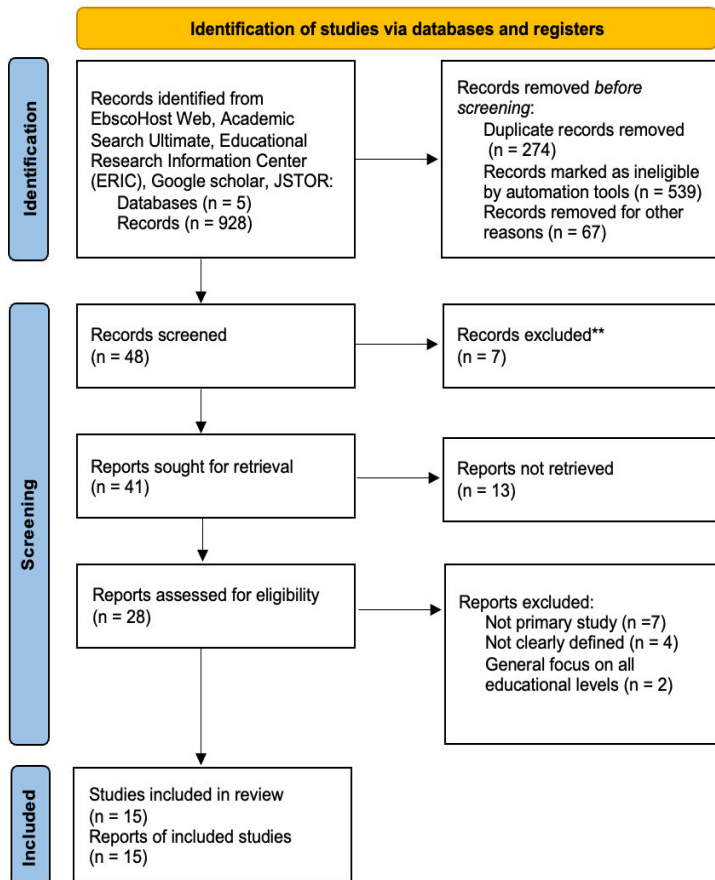 Identification of studies via databases and registers
Identification
Records identified from
EbscoHost Web, Academic
Search Ultimate, Educational
Research Information Center
(ERIC), Google scholar, JSTOR:
Databases (n = 5)
Records (n = 928)
Records removed before
screening:
Duplicate records removed
(n = 274)
Records marked as ineligible
by automation tools (n = 539)
Records removed for other
reasons (n = 67)
Screening
Records screened
(n = 48)
Records excluded**
(n = 7)
Reports sought for retrieval
(n = 41)
Reports not retrieved
(n = 13)
Reports assessed for eligibility
(n = 28)
Reports excluded:
Not primary study (n =7)
Not clearly defined (n = 4)
General focus on all
educational levels (n = 2)
Included
Studies included in review
(n = 15)
Reports of included studies
(n = 15)